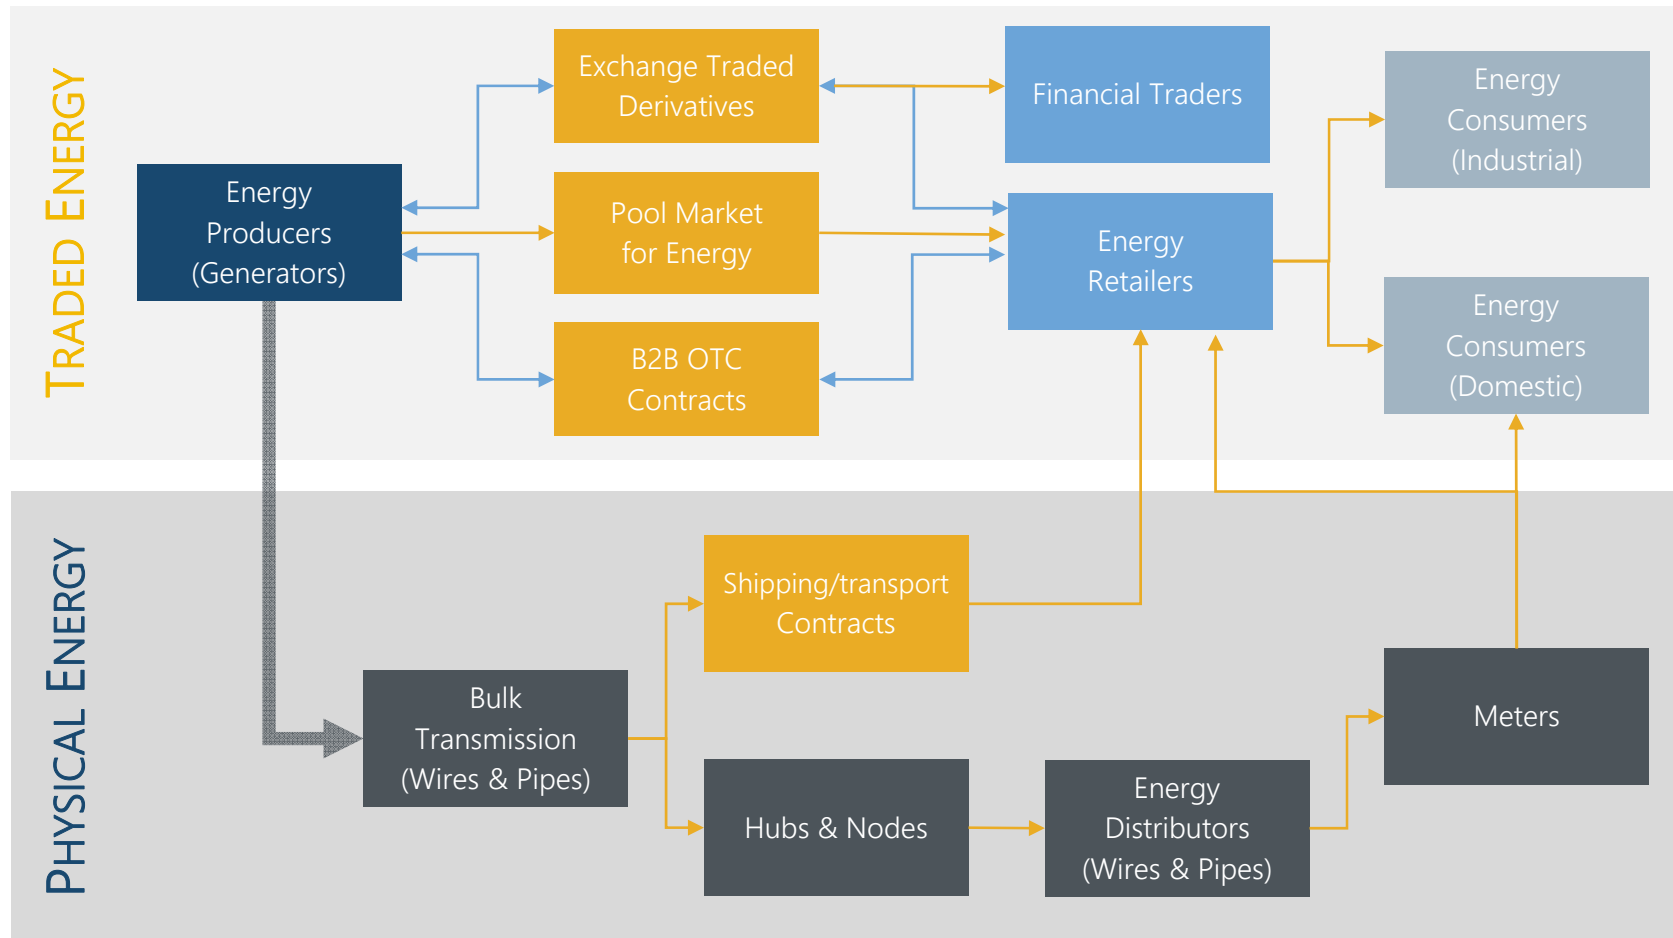 TRADED ENERGY
Energy
Producers
(Generators)
Exchange Traded
Derivatives
Pool Market
for Energy
B2B OTC
Contracts
Financial Traders
Energy
Retailers
Energy
Consumers
(Industrial)
Energy
Consumers
(Domestic)
PHYSICAL ENERGY
Bulk
Transmission
(Wires & Pipes)
Shipping/transport
Contracts
Hubs & Nodes
Energy
Distributors
(Wires & Pipes)
Meters